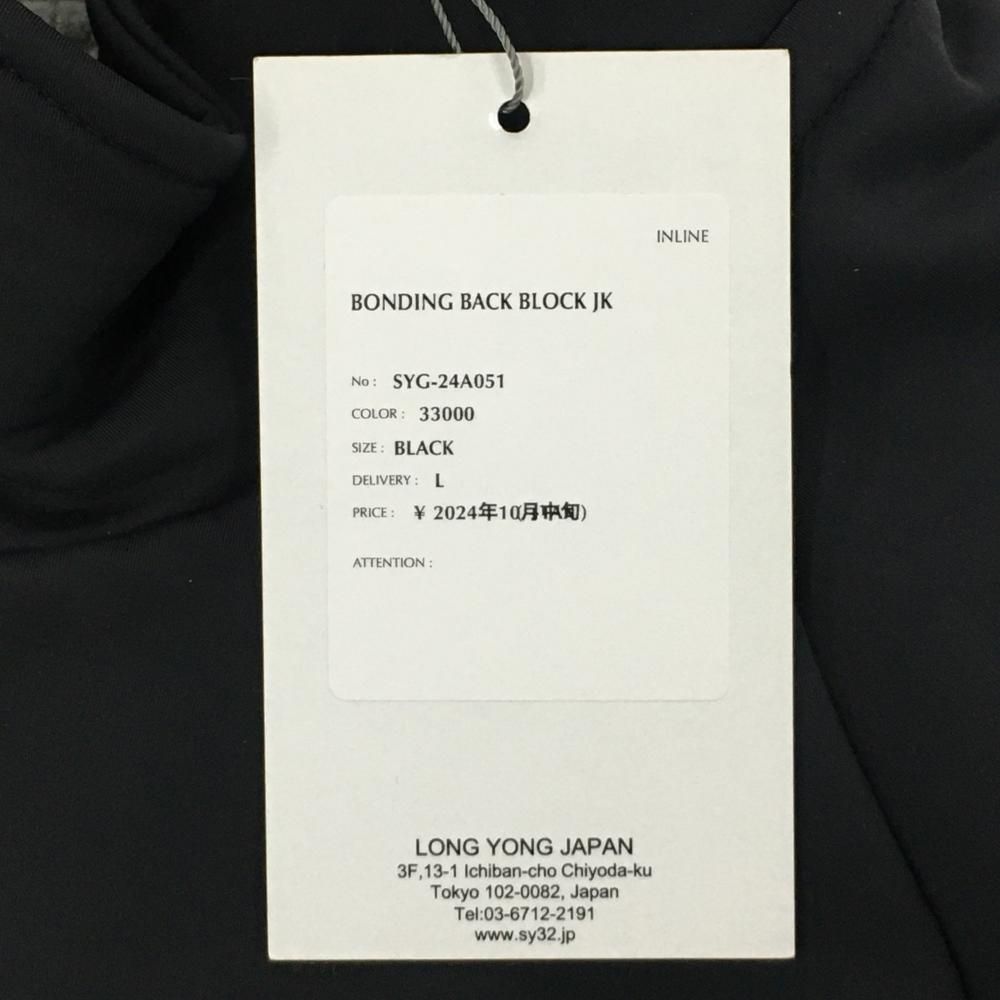 INLINE
BONDING BACK BLOCK JK
No : SYG-24A051
COLOR : 33000
SIZE : BLACK
DELIVERY : L
PRICE : ¥ 2024年10月中旬
ATTENTION :
LONG YONG JAPAN
3F,13-1 Ichiban-cho Chiyoda-ku
Tokyo 102-0082, Japan
Tel:03-6712-2191
www.sy32.jp